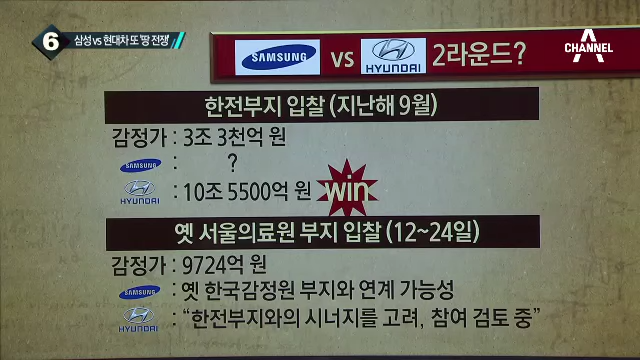 6 삼성 vs 현대차 또 '땅 전쟁'
CHANNEL A
SAMSUNG vs HYUNDAI 2라운드?
한전부지 입찰 (지난해 9월)
감정가 : 3조 3천억 원
SAMSUNG : ?
HYUNDAI : 10조 5500억 원 win
옛 서울의료원 부지 입찰 (12~24일)
감정가 : 9724억 원
SAMSUNG : 옛 한국감정원 부지와 연계 가능성
HYUNDAI : “한전부지와의 시너지를 고려, 참여 검토 중”